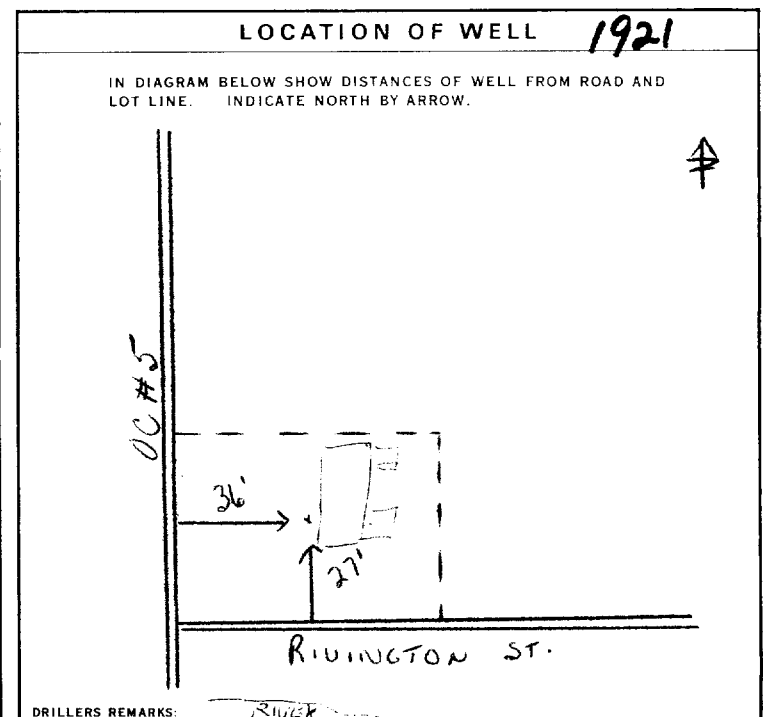 LOCATION OF WELL 1921
IN DIAGRAM BELOW SHOW DISTANCES OF WELL FROM ROAD AND
LOT LINE. INDICATE NORTH BY ARROW.
OC#5
36'
27'
RIVINGTON ST.
DRILLERS REMARKS: RIVER